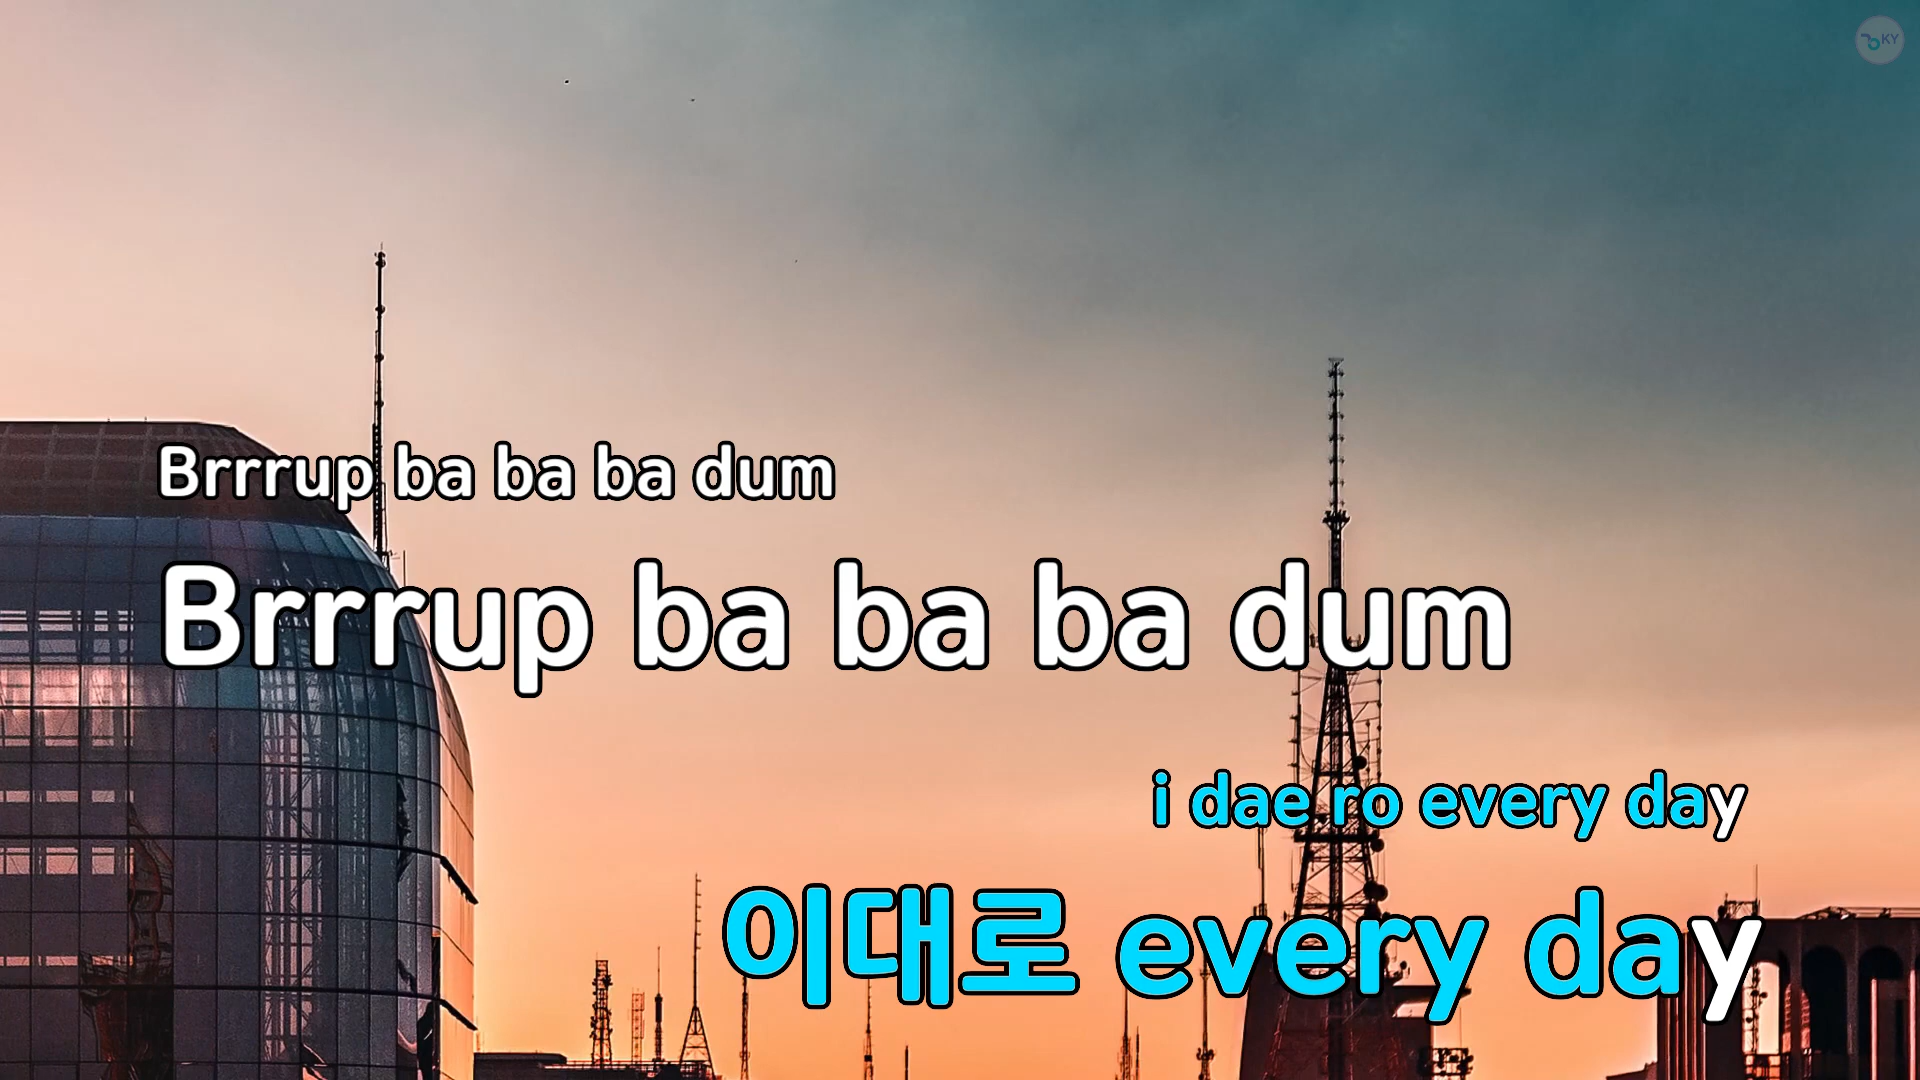 KY
Brrrup ba ba ba dum
Brrrup ba ba ba dum
i dae ro every day
이대로 every day